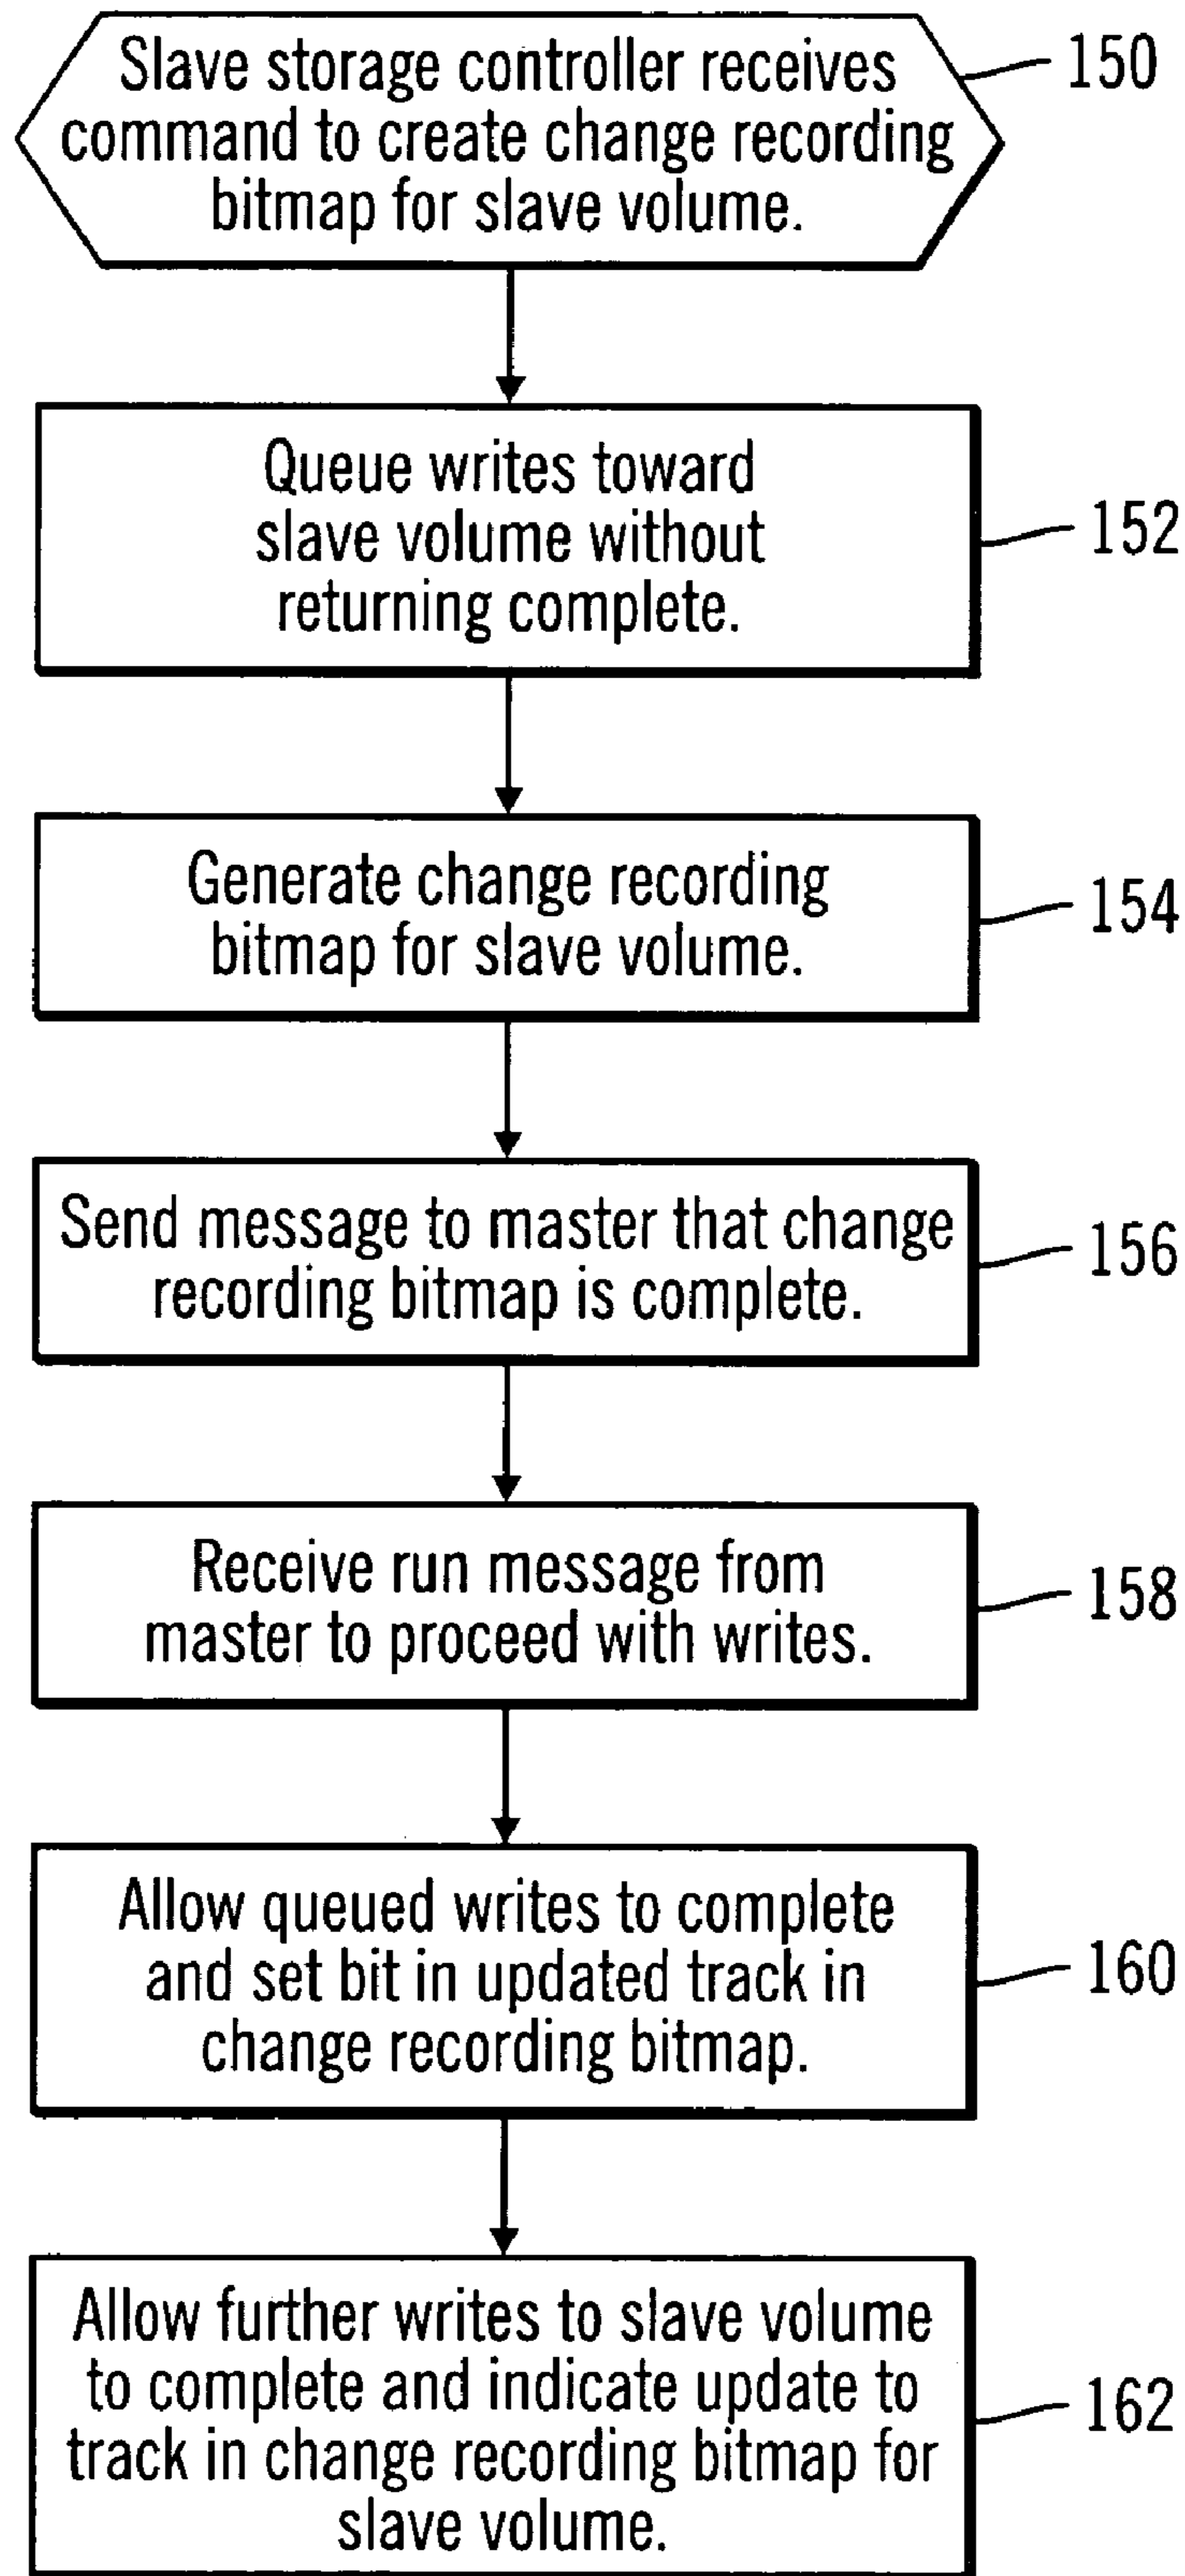 Slave storage controller receives
command to create change recording
bitmap for slave volume.
150
Queue writes toward
slave volume without
returning complete.
152
Generate change recording
bitmap for slave volume.
154
Send message to master that change
recording bitmap is complete.
156
Receive run message from
master to proceed with writes.
158
Allow queued writes to complete
and set bit in updated track in
change recording bitmap.
160
Allow further writes to slave volume
to complete and indicate update to
track in change recording bitmap for
slave volume.
162